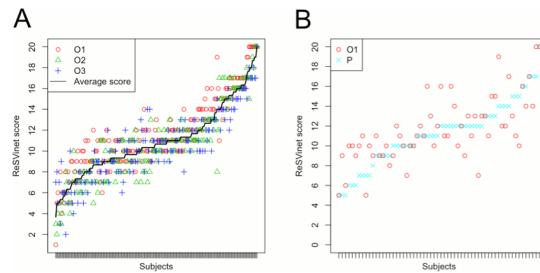 A
B
O1
O2
O3
Average score
O1
P
ReSVinet score
20
18
16
14
12
10
8
6
4
2
Subjects
ReSVinet score
20
18
16
14
12
10
8
6
4
2
0
Subjects